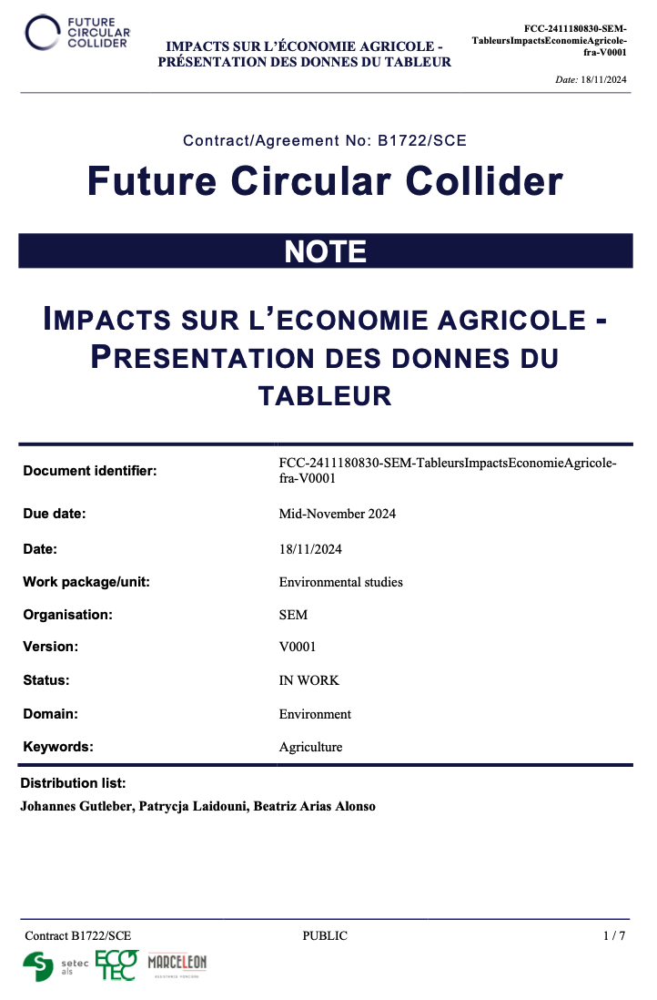 FUTURE
CIRCULAR
COLLIDER
IMPACTS SUR L’ÉCONOMIE AGRICOLE -
PRÉSENTATION DES DONNES DU TABLEUR
FCC-2411180830-SEM-
TableursImpactsEconomieAgricole-
fra-V0001
Date: 18/11/2024
Contract/Agreement No: B1722/SCE
Future Circular Collider
NOTE
IMPACTS SUR L’ECONOMIE AGRICOLE -
PRESENTATION DES DONNES DU
TABLEUR
Document identifier: FCC-2411180830-SEM-TableursImpactsEconomieAgricole-
fra-V0001
Due date: Mid-November 2024
Date: 18/11/2024
Work package/unit: Environmental studies
Organisation: SEM
Version: V0001
Status: IN WORK
Domain: Environment
Keywords: Agriculture
Distribution list:
Johannes Gutleber, Patrycja Laidouni, Beatriz Arias Alonso
Contract B1722/SCE PUBLIC 1 / 7
setec
als
ECO
TEC
MARCELEON
ASSISTANCE FONCIERE